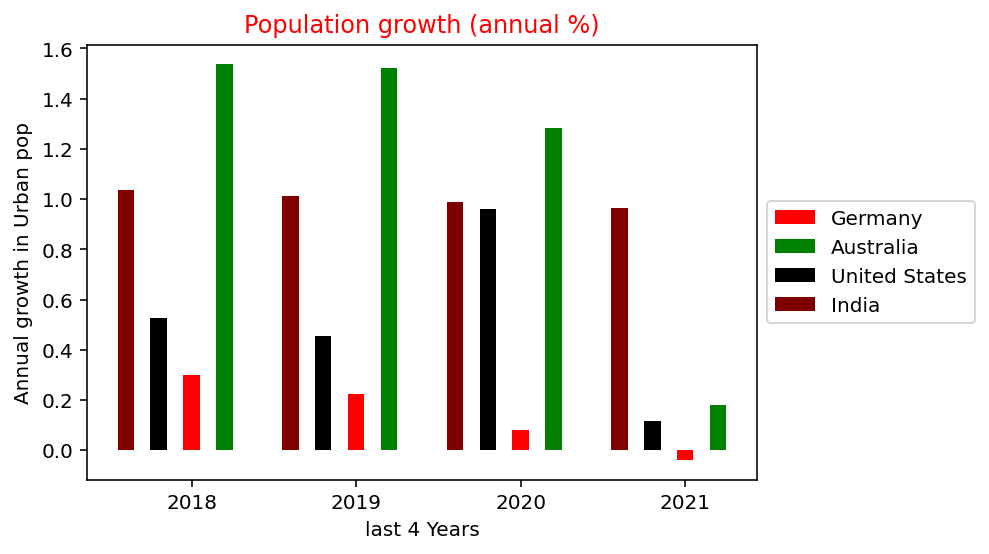 Population growth (annual %)
Annual growth in Urban pop
1.6
1.4
1.2
1.0
0.8
0.6
0.4
0.2
0.0
2018 2019 2020 2021
last 4 Years
Germany
Australia
United States
India